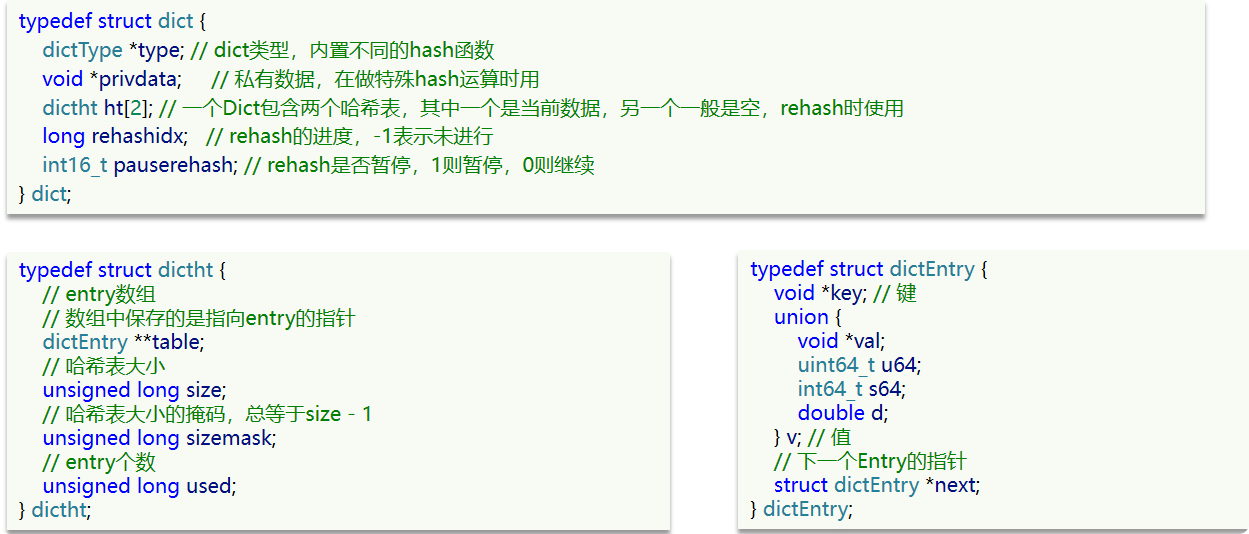 typedef struct dict {
dictType *type; // dict类型，内置不同的hash函数
void *privdata; // 私有数据，在做特殊hash运算时用
dictht ht[2]; // 一个Dict包含两个哈希表，其中一个是当前数据，另一个一般是空，rehash时使用
long rehashidx; // rehash的进度，-1表示未进行
int16_t pauserehash; // rehash是否暂停，1则暂停，0则继续
} dict;
typedef struct dictht {
// entry数组
// 数组中保存的是指向entry的指针
dictEntry **table;
// 哈希表大小
unsigned long size;
// 哈希表大小的掩码，总等于size - 1
unsigned long sizemask;
// entry个数
unsigned long used;
} dictht;
typedef struct dictEntry {
void *key; // 键
union {
void *val;
uint64_t u64;
int64_t s64;
double d;
} v; // 值
// 下一个Entry的指针
struct dictEntry *next;
} dictEntry;